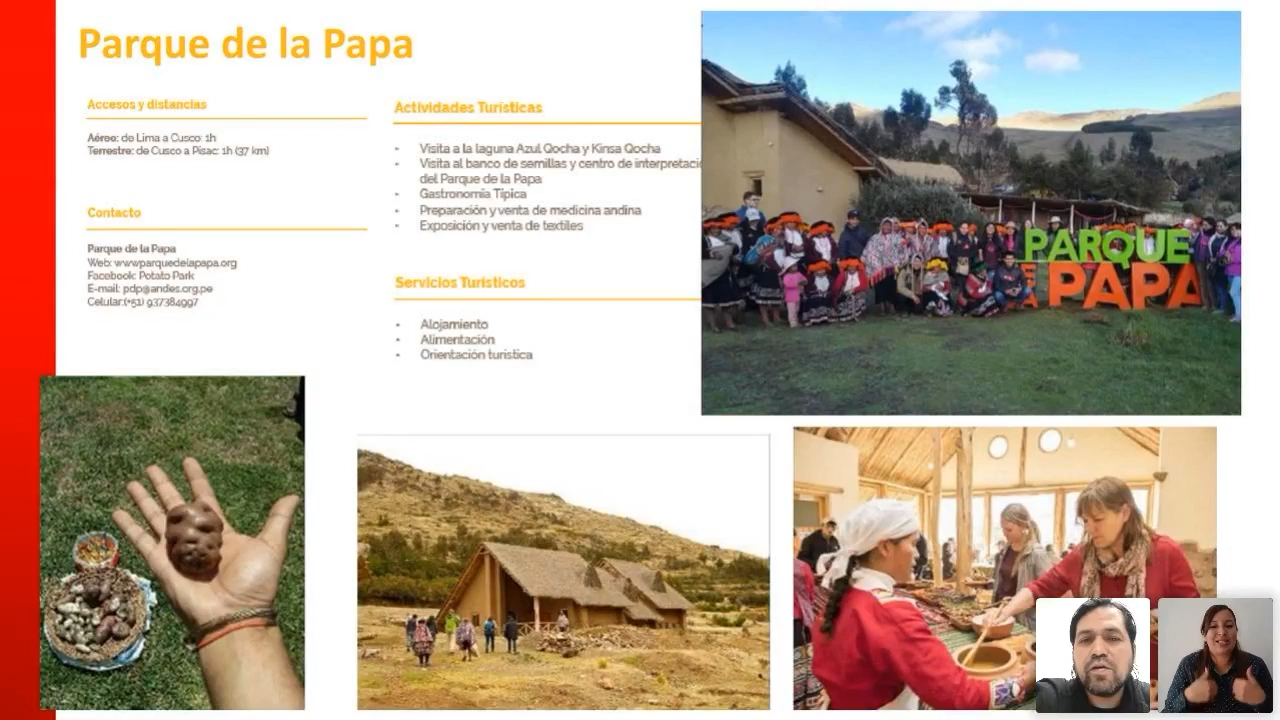 Parque de la Papa
Accesos y distancias
Aéreo: de Lima a Cusco: 1h
Terrestre: de Cusco a Pisac: 1h (37 km)
Contacto
Parque de la Papa
Web: www.parquedelapapa.org
Facebook: Potato Park
E-mail: pdp@andes.org.pe
Celular:(+51) 937384997
Actividades Turísticas
- Visita a la laguna Azul Qocha y Kinsa Qocha
- Visita al banco de semillas y centro de interpretació
del Parque de la Papa
- Gastronomía Típica
- Preparación y venta de medicina andina
- Exposición y venta de textiles
Servicios Turísticos
- Alojamiento
- Alimentación
- Orientación turística
PARQUE
PAPA